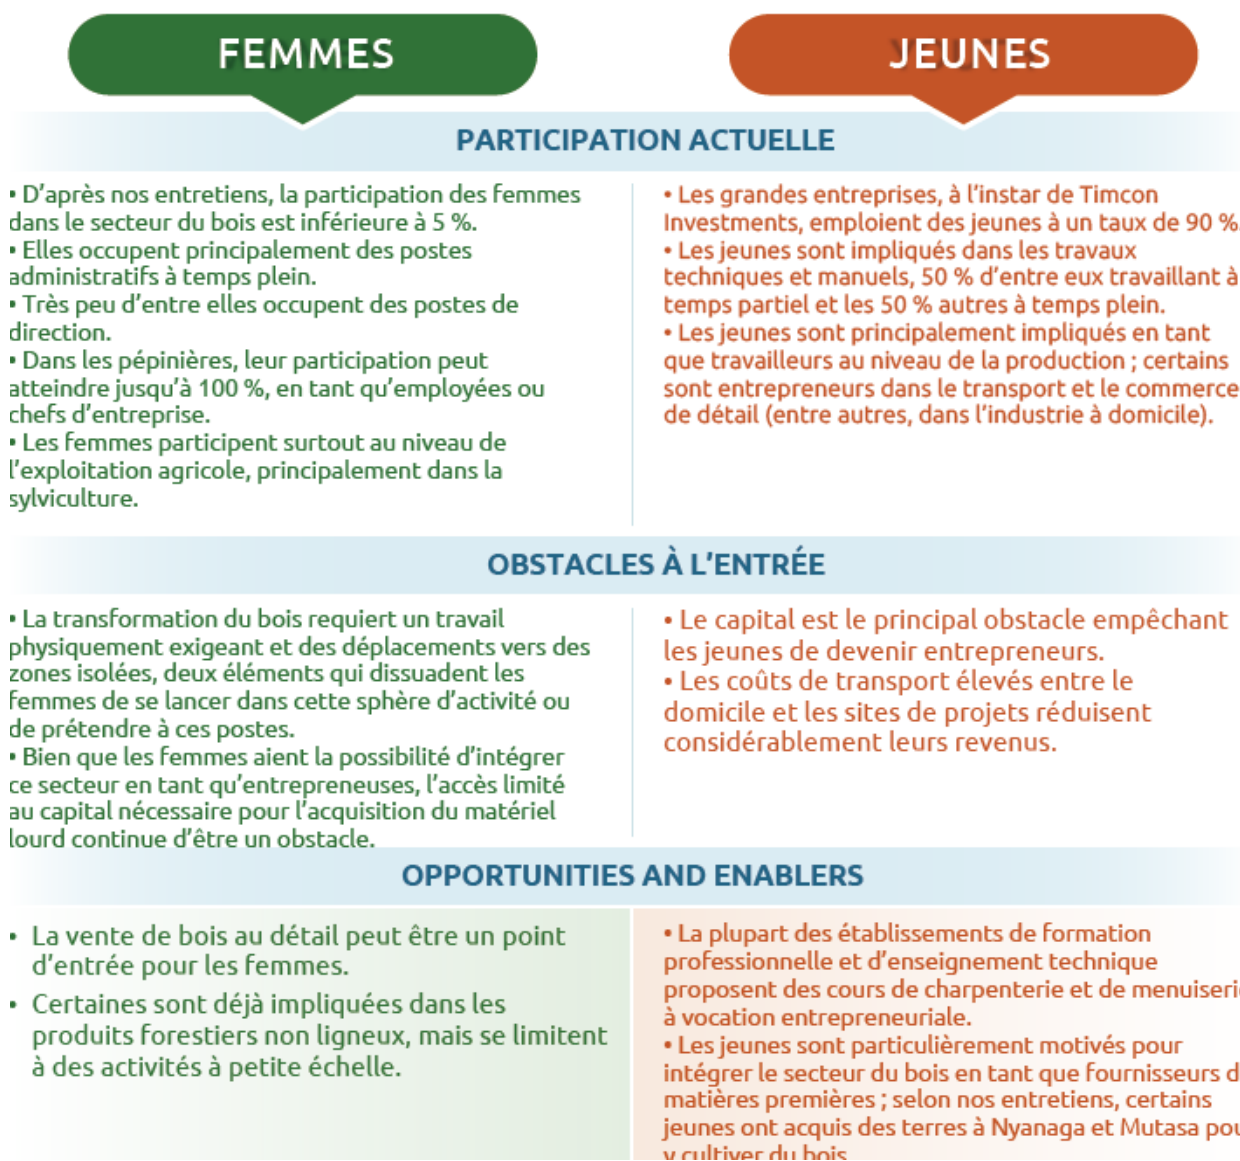 FEMMES
JEUNES
PARTICIPATION ACTUELLE
• D'après nos entretiens, la participation des femmes
dans le secteur du bois est inférieure à 5 %.
• Elles occupent principalement des postes
administratifs à temps plein.
• Très peu d'entre elles occupent des postes de
direction.
• Dans les pépinières, leur participation peut
atteindre jusqu'à 100 %, en tant qu'employées ou
chefs d'entreprise.
• Les femmes participent surtout au niveau de
l'exploitation agricole, principalement dans la
sylviculture.
• Les grandes entreprises, à l'instar de Timcon
Investments, emploient des jeunes à un taux de 90 %.
• Les jeunes sont impliqués dans les travaux
techniques et manuels, 50 % d'entre eux travaillant à
temps partiel et les 50 % autres à temps plein.
• Les jeunes sont principalement impliqués en tant
que travailleurs au niveau de la production ; certains
sont entrepreneurs dans le transport et le commerce
de détail (entre autres, dans l'industrie à domicile).
OBSTACLES À L'ENTRÉE
• La transformation du bois requiert un travail
physiquement exigeant et des déplacements vers des
zones isolées, deux éléments qui dissuadent les
femmes de se lancer dans cette sphère d'activité ou
de prétendre à ces postes.
• Bien que les femmes aient la possibilité d'intégrer
ce secteur en tant qu'entrepreneuses, l'accès limité
au capital nécessaire pour l'acquisition du matériel
lourd continue d'être un obstacle.
• Le capital est le principal obstacle empêchant
les jeunes de devenir entrepreneurs.
• Les coûts de transport élevés entre le
domicile et les sites de projets réduisent
considérablement leurs revenus.
OPPORTUNITIES AND ENABLERS
• La vente de bois au détail peut être un point
d'entrée pour les femmes.
• Certaines sont déjà impliquées dans les
produits forestiers non ligneux, mais se limitent
à des activités à petite échelle.
• La plupart des établissements de formation
professionnelle et d'enseignement technique
proposent des cours de charpenterie et de menuiseri
à vocation entrepreneuriale.
• Les jeunes sont particulièrement motivés pour
intégrer le secteur du bois en tant que fournisseurs d
matières premières ; selon nos entretiens, certains
jeunes ont acquis des terres à Nyanaga et Mutasa pou
y cultiver du bois